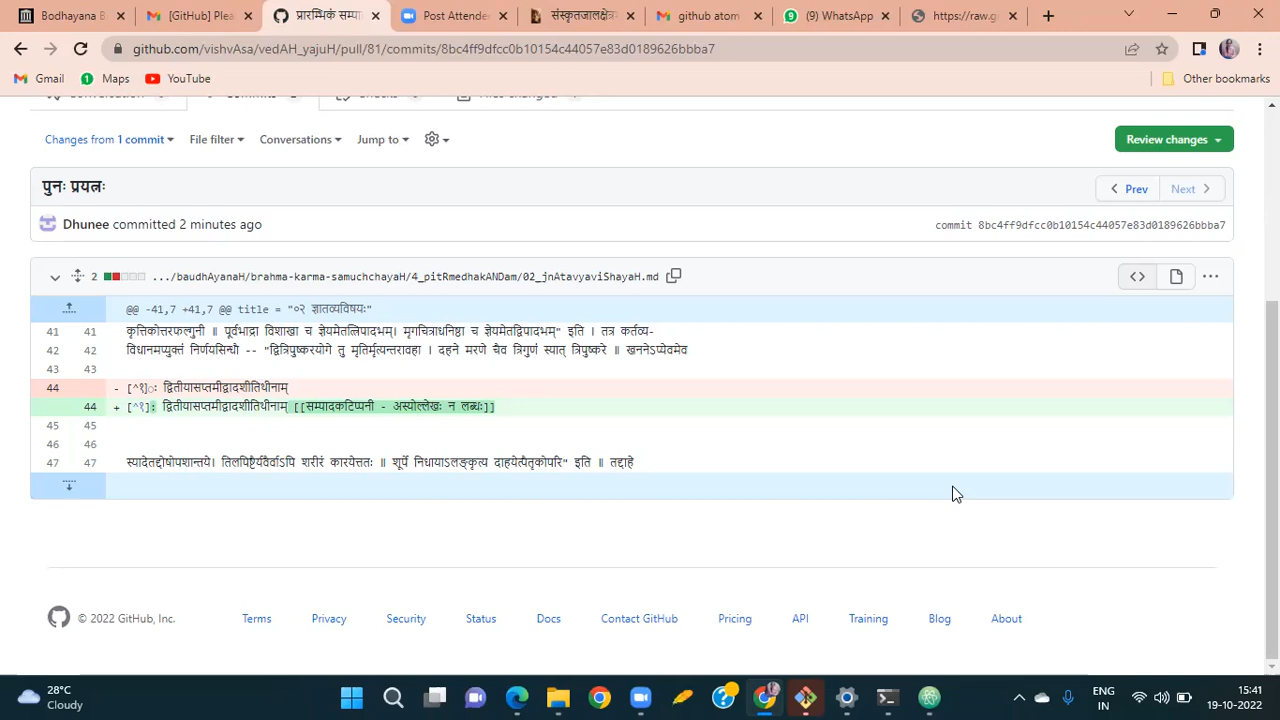 Bodhayana B
[GitHub] Plea
प्रारम्भिकं सम्पा
Post Attende
संस्कृतजालक्षेत्र
github atom
(9) WhatsApp
https://raw.g
github.com/vishvAsa/vedAH_yajuH/pull/81/commits/8bc4ff9dfcc0b10154c44057e83d0189626bbba7
Gmail
Maps
YouTube
Other bookmarks
Changes from 1 commit
File filter
Conversations
Jump to
Review changes
पुनः प्रयत्नः
Prev
Next
Dhunee committed 2 minutes ago
commit 8bc4ff9dfcc0b10154c44057e83d0189626bbba7
2 .../baudhAyanaH/brahma-karma-samuchchayaH/4_pitRmedhakANDam/02_jnAtavyaviShayaH.md
@@ -41,7 +41,7 @@ title = "०२ ज्ञातव्यविषयः"
41 41 कृत्तिकोत्तरफल्गुनी ॥ पूर्वभाद्रा विशाखा च ज्ञेयमेतत्त्रिपादभम्। मृगचित्राधनिष्ठा च ज्ञेयमेतद्विपादभम्" इति । तत्र कर्तव्य-
42 42 विधानमप्युक्तं निर्णयसिन्धौ -- "द्वित्रिपुष्करयोगे तु मृतिर्मृत्यन्तरावहा । दहने मरणे चैव त्रिगुणं स्यात् त्रिपुष्करे ॥ खननेऽप्येवमेव
43 43
44 - [^१]ः द्वितीयासप्तमीद्वादशीतिथीनाम्
44 + [^१]: द्वितीयासप्तमीद्वादशीतिथीनाम् [[सम्पादकटिप्पनी - अस्योल्लेखः न लब्धः]]
45 45
46 46
47 47 स्यादेतद्दोषोपशान्तये। तिलपिष्टैर्यवैर्वाऽपि शरीरं कारयेत्ततः ॥ शूर्पे निधायाऽलङ्कृत्य दाहयेत्पैतृकोपरि" इति ॥ तद्दाहे
© 2022 GitHub, Inc.
Terms
Privacy
Security
Status
Docs
Contact GitHub
Pricing
API
Training
Blog
About
28°C
Cloudy
ENG
IN
15:41
19-10-2022